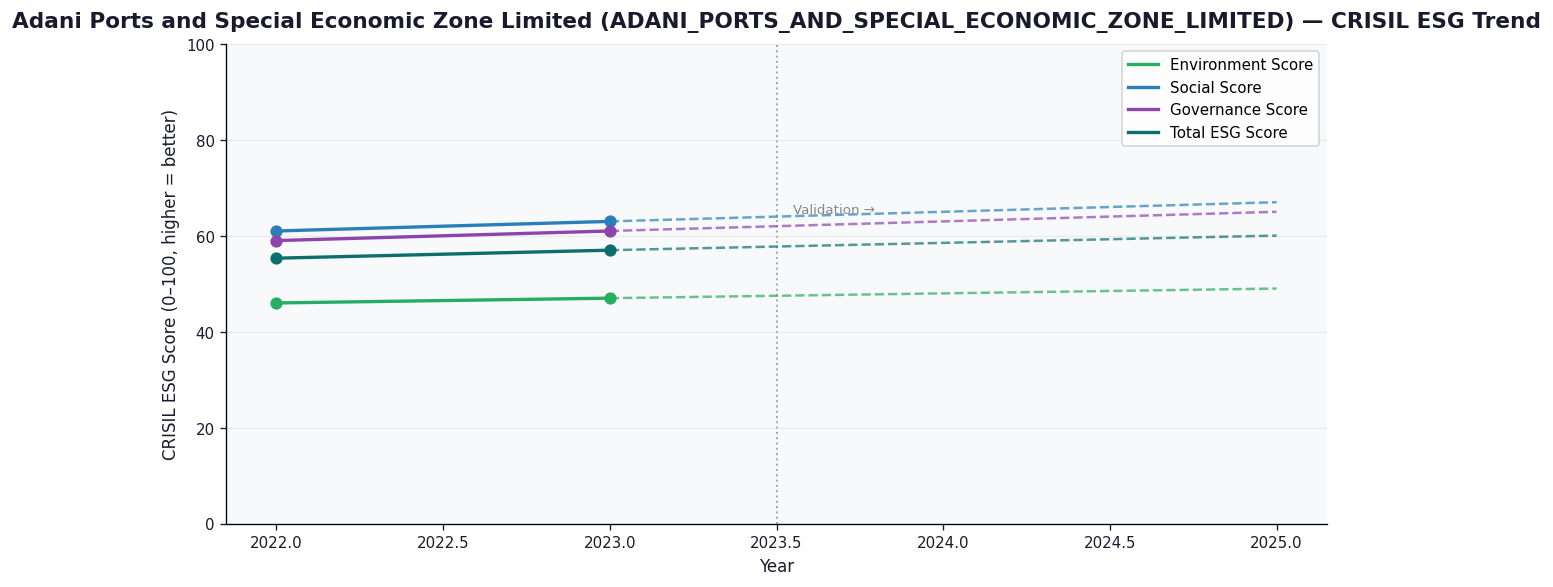 Adani Ports and Special Economic Zone Limited (ADANI_PORTS_AND_SPECIAL_ECONOMIC_ZONE_LIMITED) — CRISIL ESG Trend
CRISIL ESG Score (0–100, higher = better)
100
80
60
40
20
0
Environment Score
Social Score
Governance Score
Total ESG Score
Validation →
2022.0
2022.5
2023.0
2023.5
2024.0
2024.5
2025.0
Year